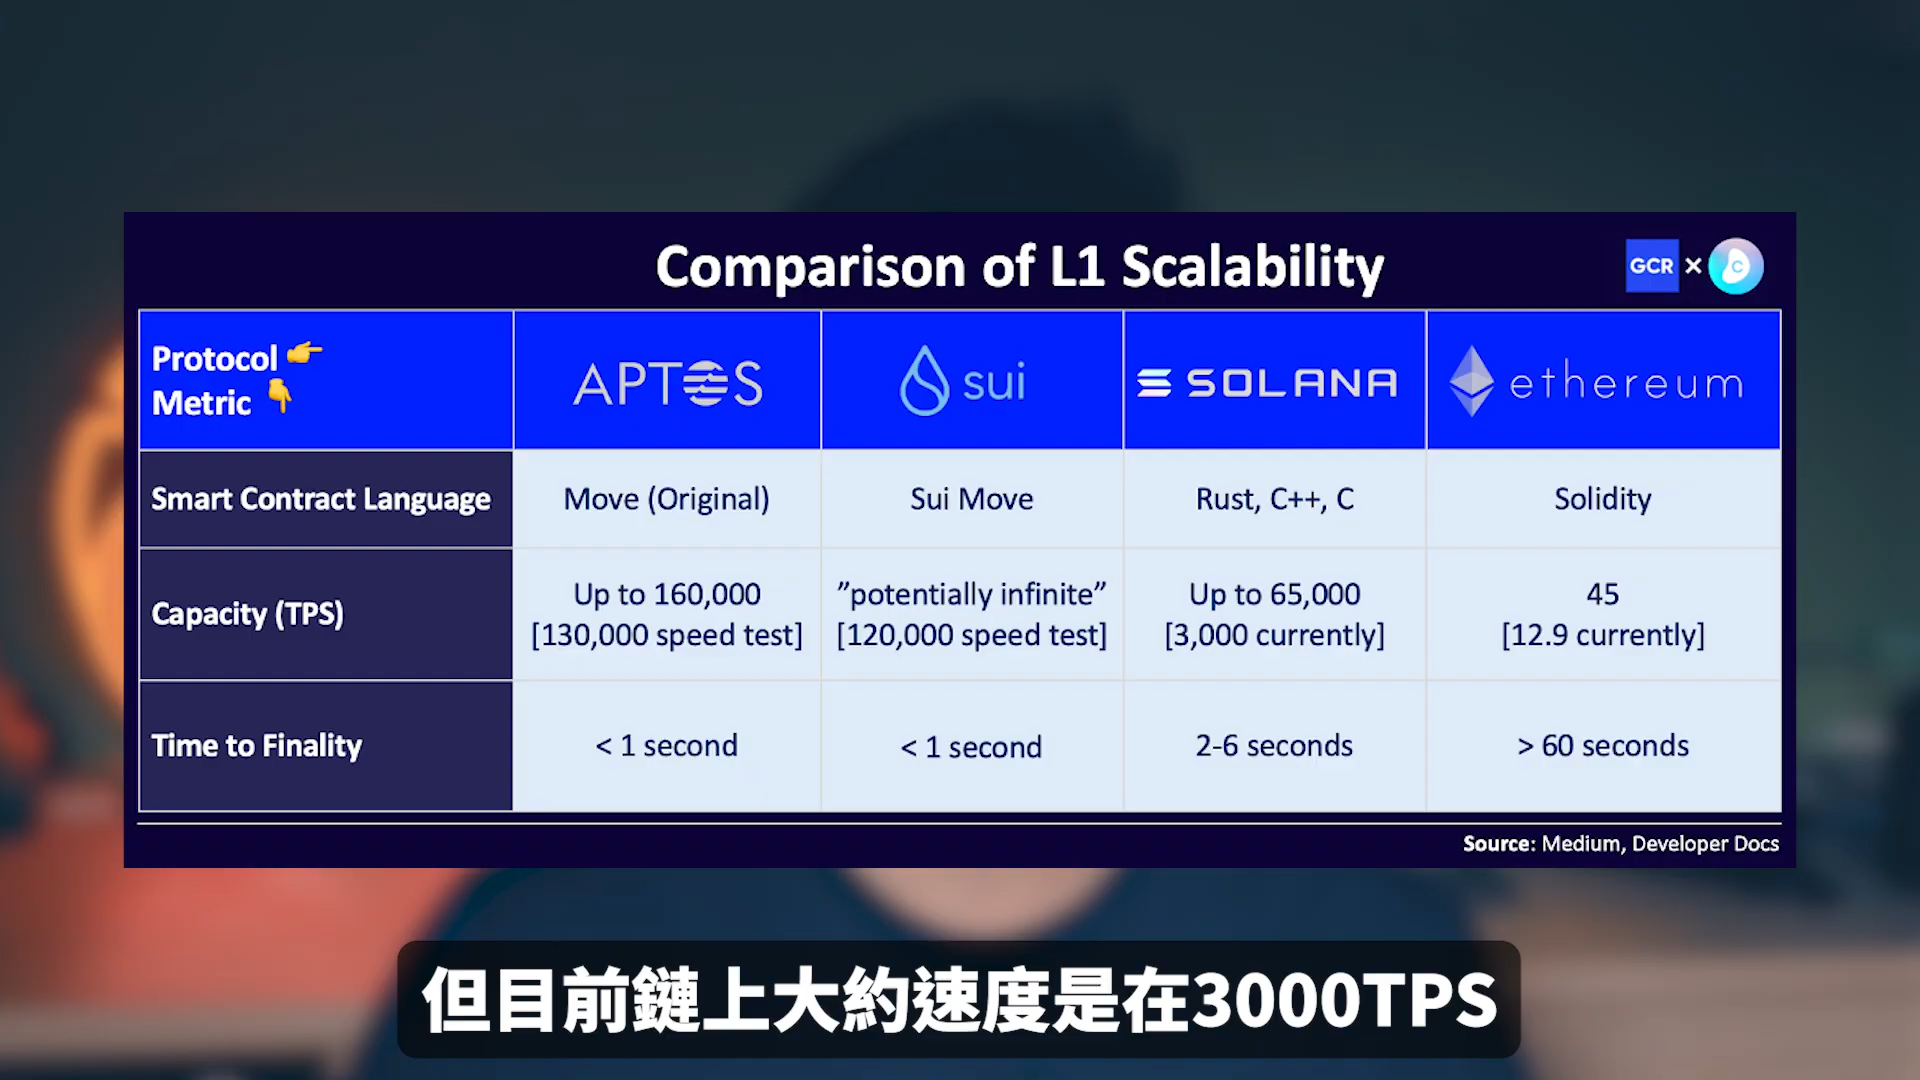 Comparison of L1 Scalability
GCR × C
Protocol 👉
Metric 👇
APTOS
sui
SOLANA
ethereum
Smart Contract Language
Move (Original)
Sui Move
Rust, C++, C
Solidity
Capacity (TPS)
Up to 160,000
[130,000 speed test]
”potentially infinite”
[120,000 speed test]
Up to 65,000
[3,000 currently]
45
[12.9 currently]
Time to Finality
< 1 second
< 1 second
2-6 seconds
> 60 seconds
Source: Medium, Developer Docs
但目前鏈上大約速度是在3000TPS